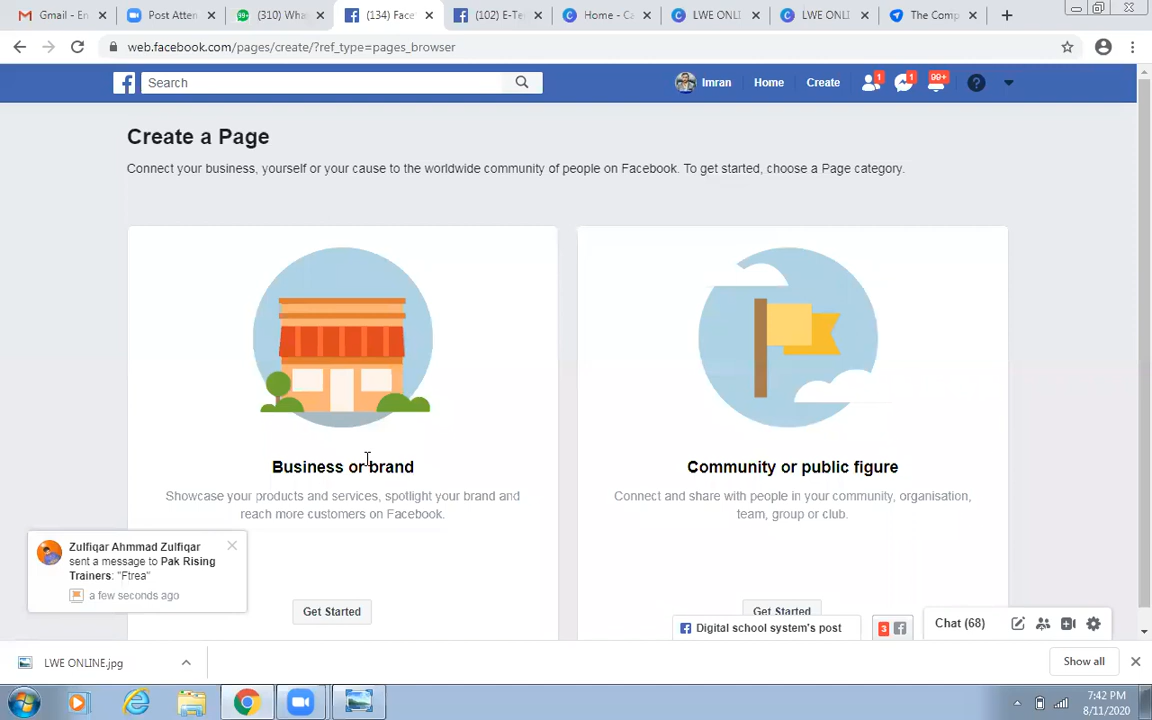 Gmail - En
Post Atten
(310) Wha
(134) Face
(102) E-Te
Home - Ca
LWE ONLI
LWE ONLI
The Comp
web.facebook.com/pages/create/?ref_type=pages_browser
Search
Imran
Home
Create
1
1
99+
Create a Page
Connect your business, yourself or your cause to the worldwide community of people on Facebook. To get started, choose a Page category.
Business or brand
Showcase your products and services, spotlight your brand and
reach more customers on Facebook.
Get Started
Community or public figure
Connect and share with people in your community, organisation,
team, group or club.
Get Started
Zulfiqar Ahmmad Zulfiqar
sent a message to Pak Rising
Trainers: "Ftrea"
a few seconds ago
Digital school system's post
3
Chat (68)
LWE ONLINE.jpg
Show all
7:42 PM
8/11/2020